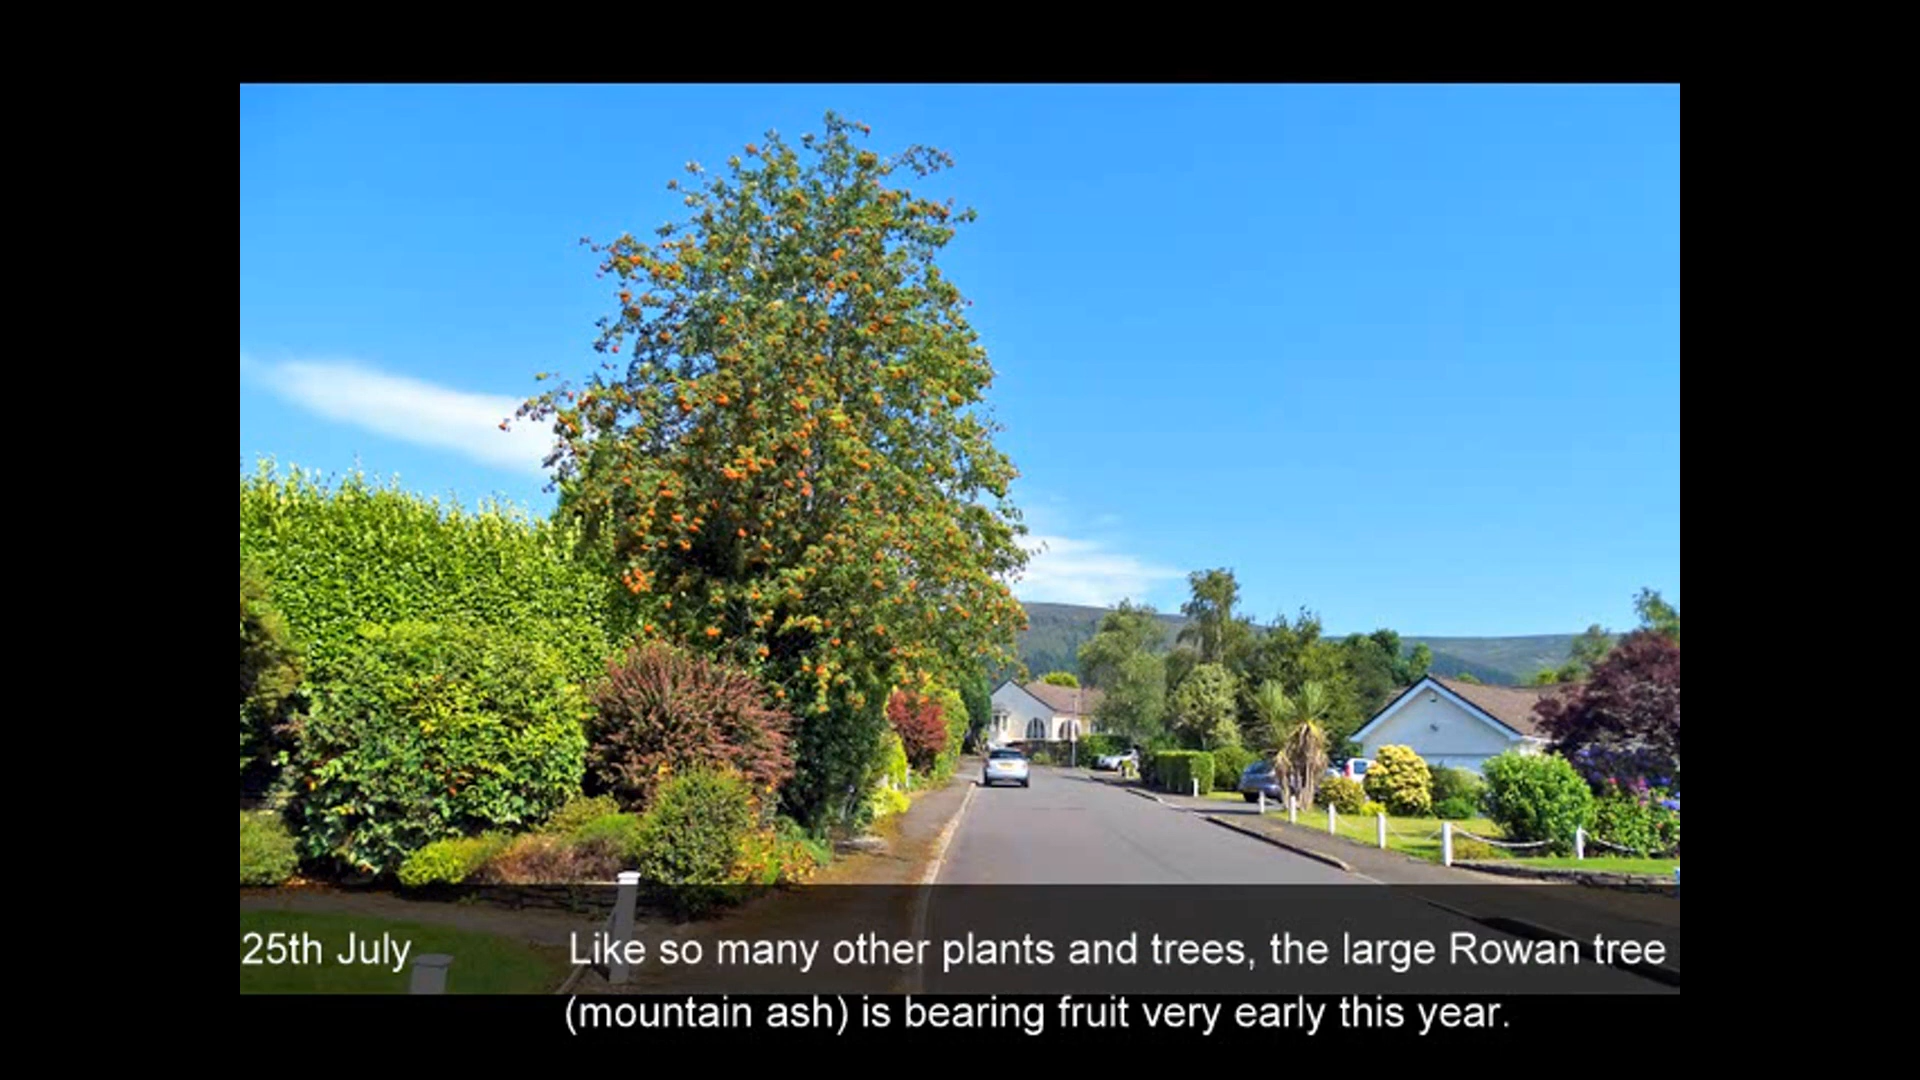 25th July Like so many other plants and trees, the large Rowan tree
(mountain ash) is bearing fruit very early this year.